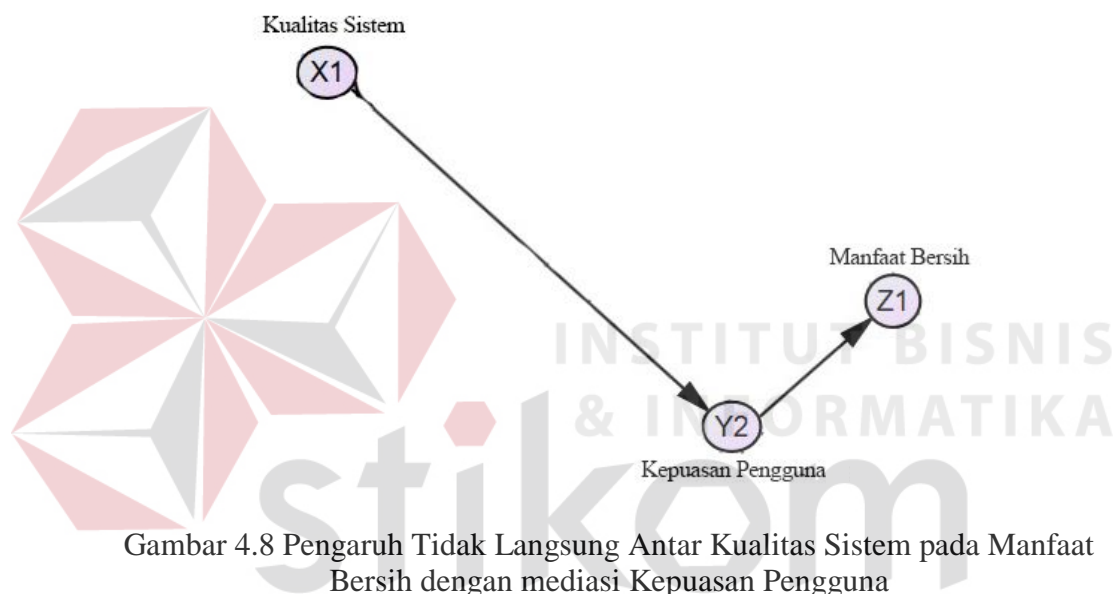 Kualitas Sistem
X1
Manfaat Bersih
Z1
INSTITUT BISNIS
& INFORMATIKA
Y2
Kepuasan Pengguna
stikom
Gambar 4.8 Pengaruh Tidak Langsung Antar Kualitas Sistem pada Manfaat
Bersih dengan mediasi Kepuasan Pengguna